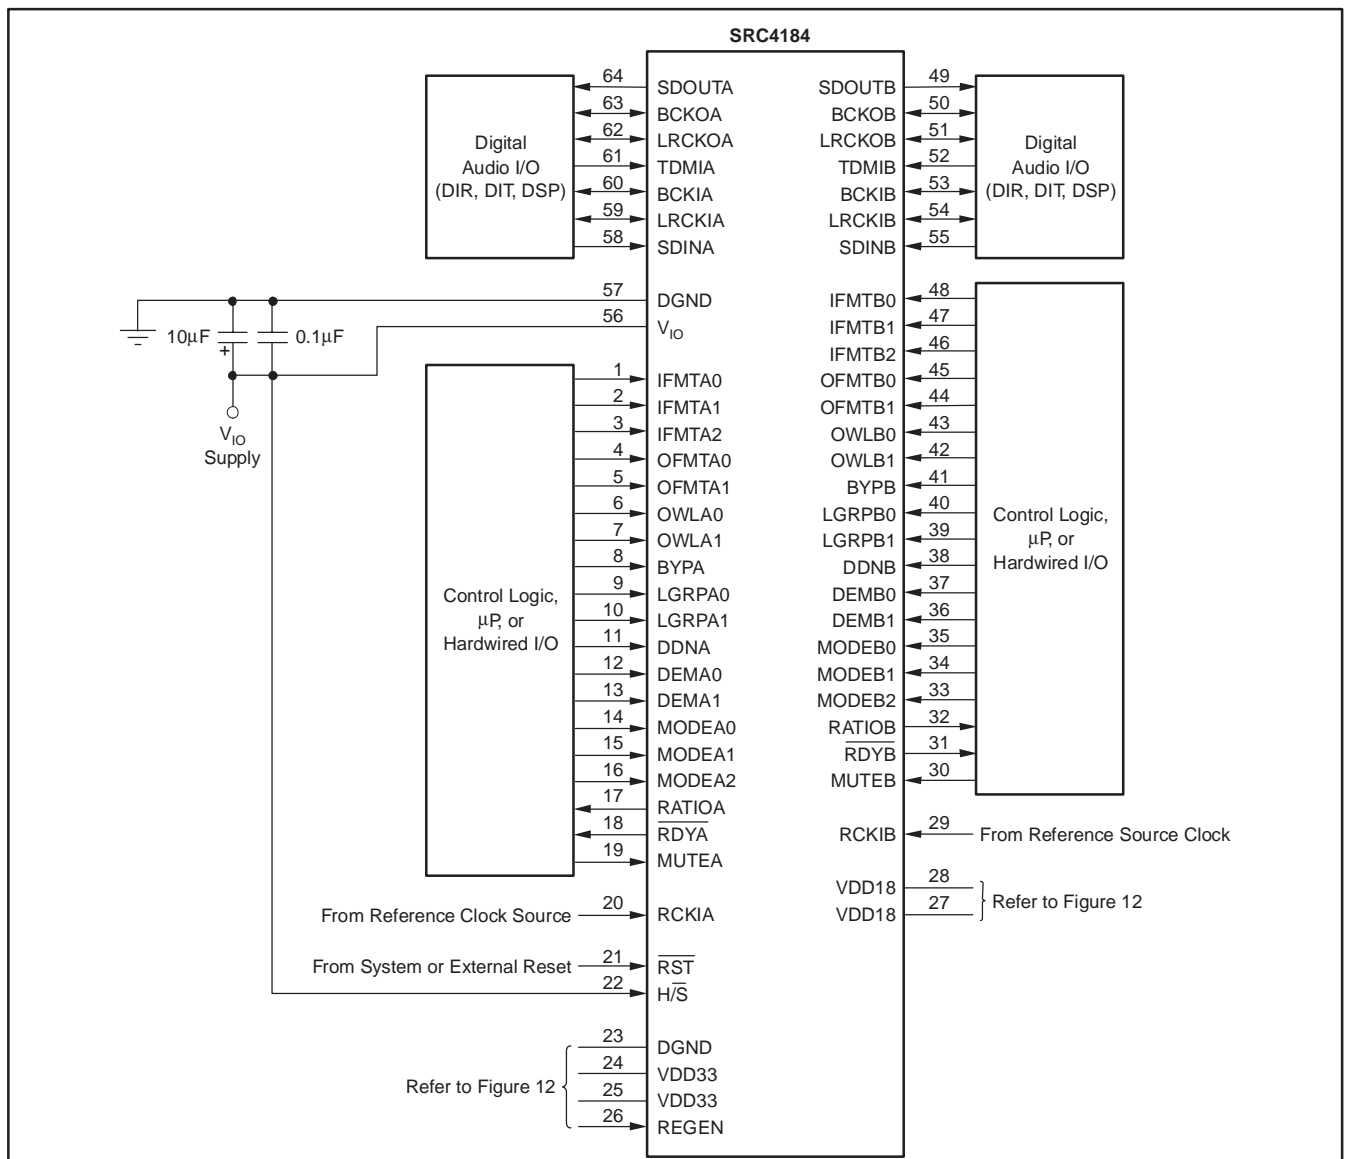 SRC4184
Digital
Audio I/O
(DIR, DIT, DSP)
64 SDOUTA
63 BCKOA
62 LRCKOA
61 TDMIA
60 BCKIA
59 LRCKIA
58 SDINA
57 DGND
56 VIO
10µF
+
0.1µF
VIO
Supply
Control Logic,
µP, or
Hardwired I/O
1 IFMTA0
2 IFMTA1
3 IFMTA2
4 OFMTA0
5 OFMTA1
6 OWLA0
7 OWLA1
8 BYPA
9 LGRPA0
10 LGRPA1
11 DDNA
12 DEMA0
13 DEMA1
14 MODEA0
15 MODEA1
16 MODEA2
17 RATIOA
18 RDYA
19 MUTEA
From Reference Clock Source 20 RCKIA
From System or External Reset 21 RST
22 H/S
Refer to Figure 12
23 DGND
24 VDD33
25 VDD33
26 REGEN
SDOUTB 49
BCKOB 50
LRCKOB 51
TDMIB 52
BCKIB 53
LRCKIB 54
SDINB 55
Digital
Audio I/O
(DIR, DIT, DSP)
IFMTB0 48
IFMTB1 47
IFMTB2 46
OFMTB0 45
OFMTB1 44
OWLB0 43
OWLB1 42
BYPB 41
LGRPB0 40
LGRPB1 39
DDNB 38
DEMB0 37
DEMB1 36
MODEB0 35
MODEB1 34
MODEB2 33
RATIOB 32
RDYB 31
MUTEB 30
Control Logic,
µP, or
Hardwired I/O
RCKIB 29 From Reference Source Clock
VDD18 28
VDD18 27
Refer to Figure 12